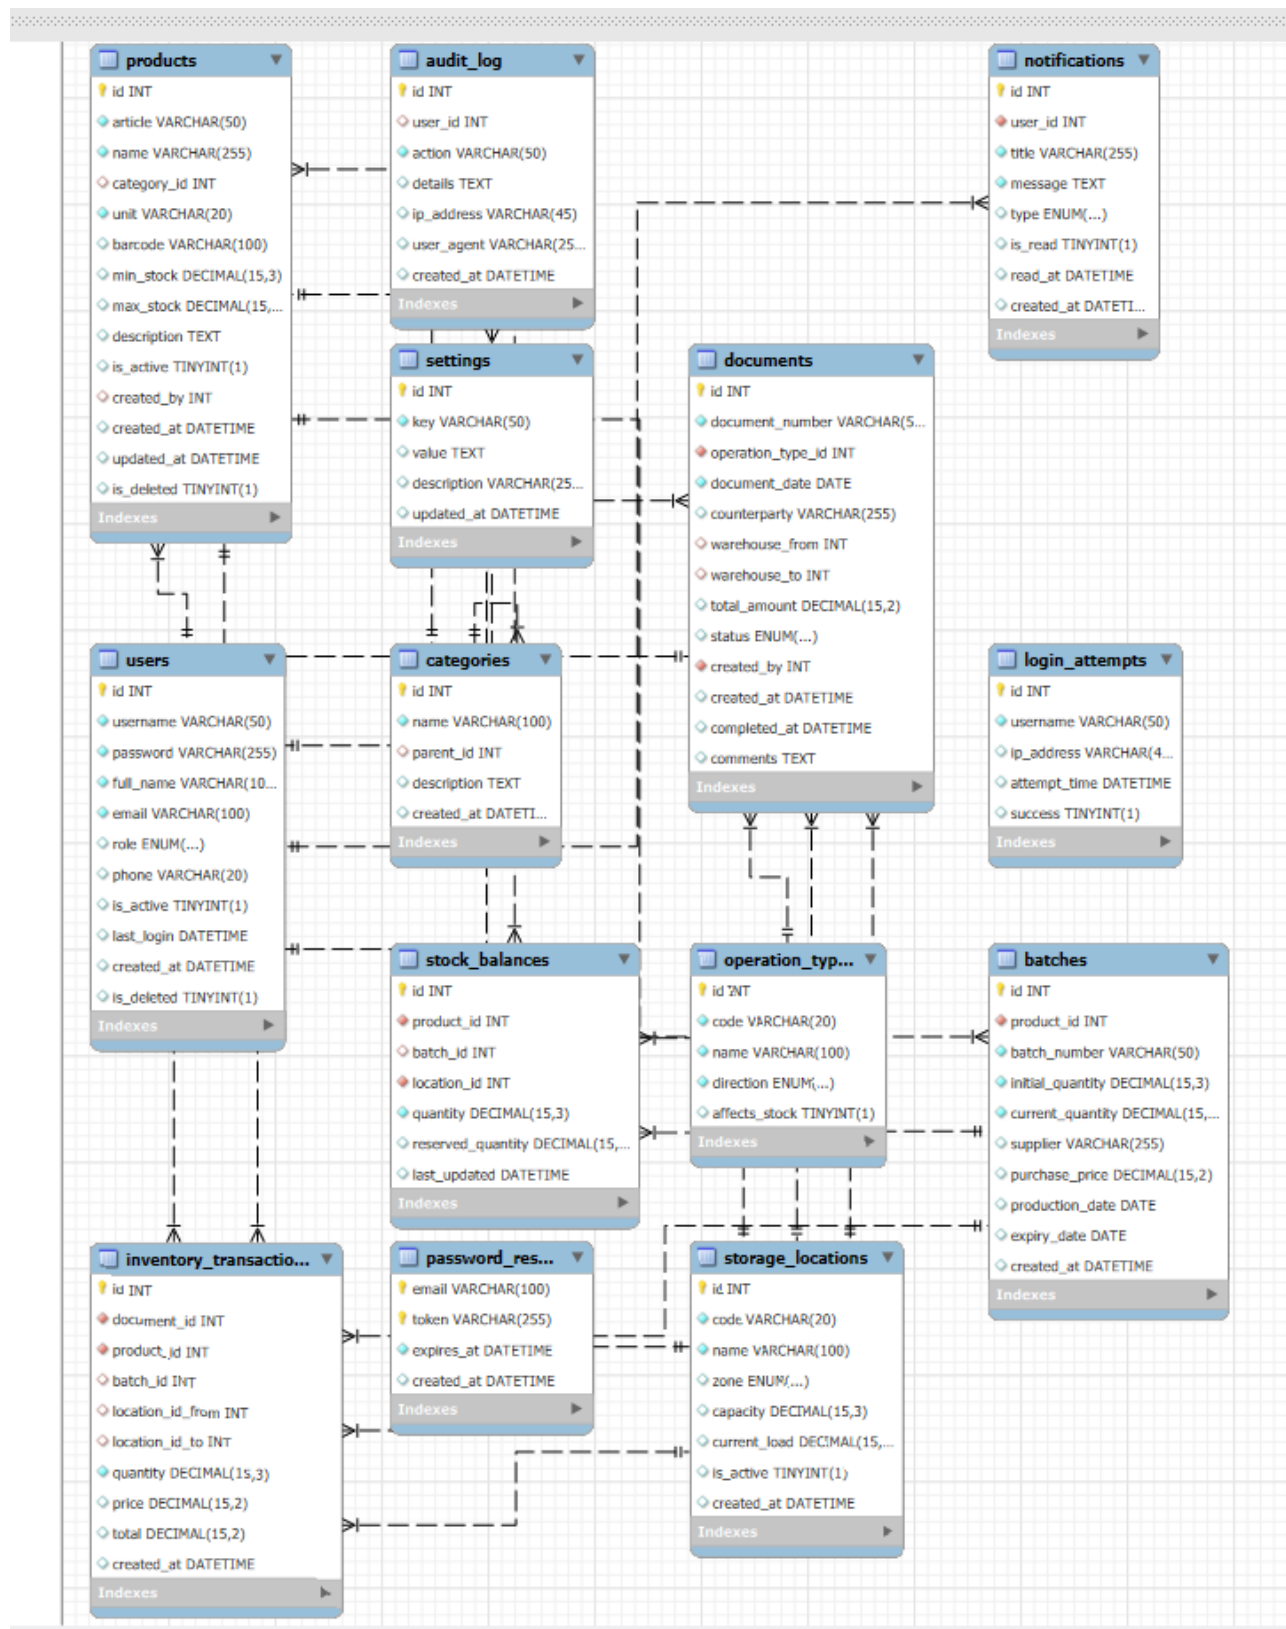 products
id INT
article VARCHAR(50)
name VARCHAR(255)
category_id INT
unit VARCHAR(20)
barcode VARCHAR(100)
min_stock DECIMAL(15,3)
max_stock DECIMAL(15,...
description TEXT
is_active TINYINT(1)
created_by INT
created_at DATETIME
updated_at DATETIME
is_deleted TINYINT(1)
Indexes
audit_log
id INT
user_id INT
action VARCHAR(50)
details TEXT
ip_address VARCHAR(45)
user_agent VARCHAR(25...
created_at DATETIME
Indexes
notifications
id INT
user_id INT
title VARCHAR(255)
message TEXT
type ENUM(...)
is_read TINYINT(1)
read_at DATETIME
created_at DATETI...
Indexes
settings
id INT
key VARCHAR(50)
value TEXT
description VARCHAR(25...
updated_at DATETIME
Indexes
documents
id INT
document_number VARCHAR(5...
operation_type_id INT
document_date DATE
counterparty VARCHAR(255)
warehouse_from INT
warehouse_to INT
total_amount DECIMAL(15,2)
status ENUM(...)
created_by INT
created_at DATETIME
completed_at DATETIME
comments TEXT
Indexes
users
id INT
username VARCHAR(50)
password VARCHAR(255)
full_name VARCHAR(10...
email VARCHAR(100)
role ENUM(...)
phone VARCHAR(20)
is_active TINYINT(1)
last_login DATETIME
created_at DATETIME
is_deleted TINYINT(1)
Indexes
categories
id INT
name VARCHAR(100)
parent_id INT
description TEXT
created_at DATETI...
Indexes
login_attempts
id INT
username VARCHAR(50)
ip_address VARCHAR(4...
attempt_time DATETIME
success TINYINT(1)
Indexes
stock_balances
id INT
product_id INT
batch_id INT
location_id INT
quantity DECIMAL(15,3)
reserved_quantity DECIMAL(15,...
last_updated DATETIME
Indexes
operation_typ...
id INT
code VARCHAR(20)
name VARCHAR(100)
direction ENUM(...)
affects_stock TINYINT(1)
Indexes
batches
id INT
product_id INT
batch_number VARCHAR(50)
initial_quantity DECIMAL(15,3)
current_quantity DECIMAL(15,...
supplier VARCHAR(255)
purchase_price DECIMAL(15,2)
production_date DATE
expiry_date DATE
created_at DATETIME
Indexes
inventory_transactio...
id INT
document_id INT
product_id INT
batch_id INT
location_id_from INT
location_id_to INT
quantity DECIMAL(15,3)
price DECIMAL(15,2)
total DECIMAL(15,2)
created_at DATETIME
Indexes
password_res...
email VARCHAR(100)
token VARCHAR(255)
expires_at DATETIME
created_at DATETIME
Indexes
storage_locations
id INT
code VARCHAR(20)
name VARCHAR(100)
zone ENUM(...)
capacity DECIMAL(15,3)
current_load DECIMAL(15,...
is_active TINYINT(1)
created_at DATETIME
Indexes